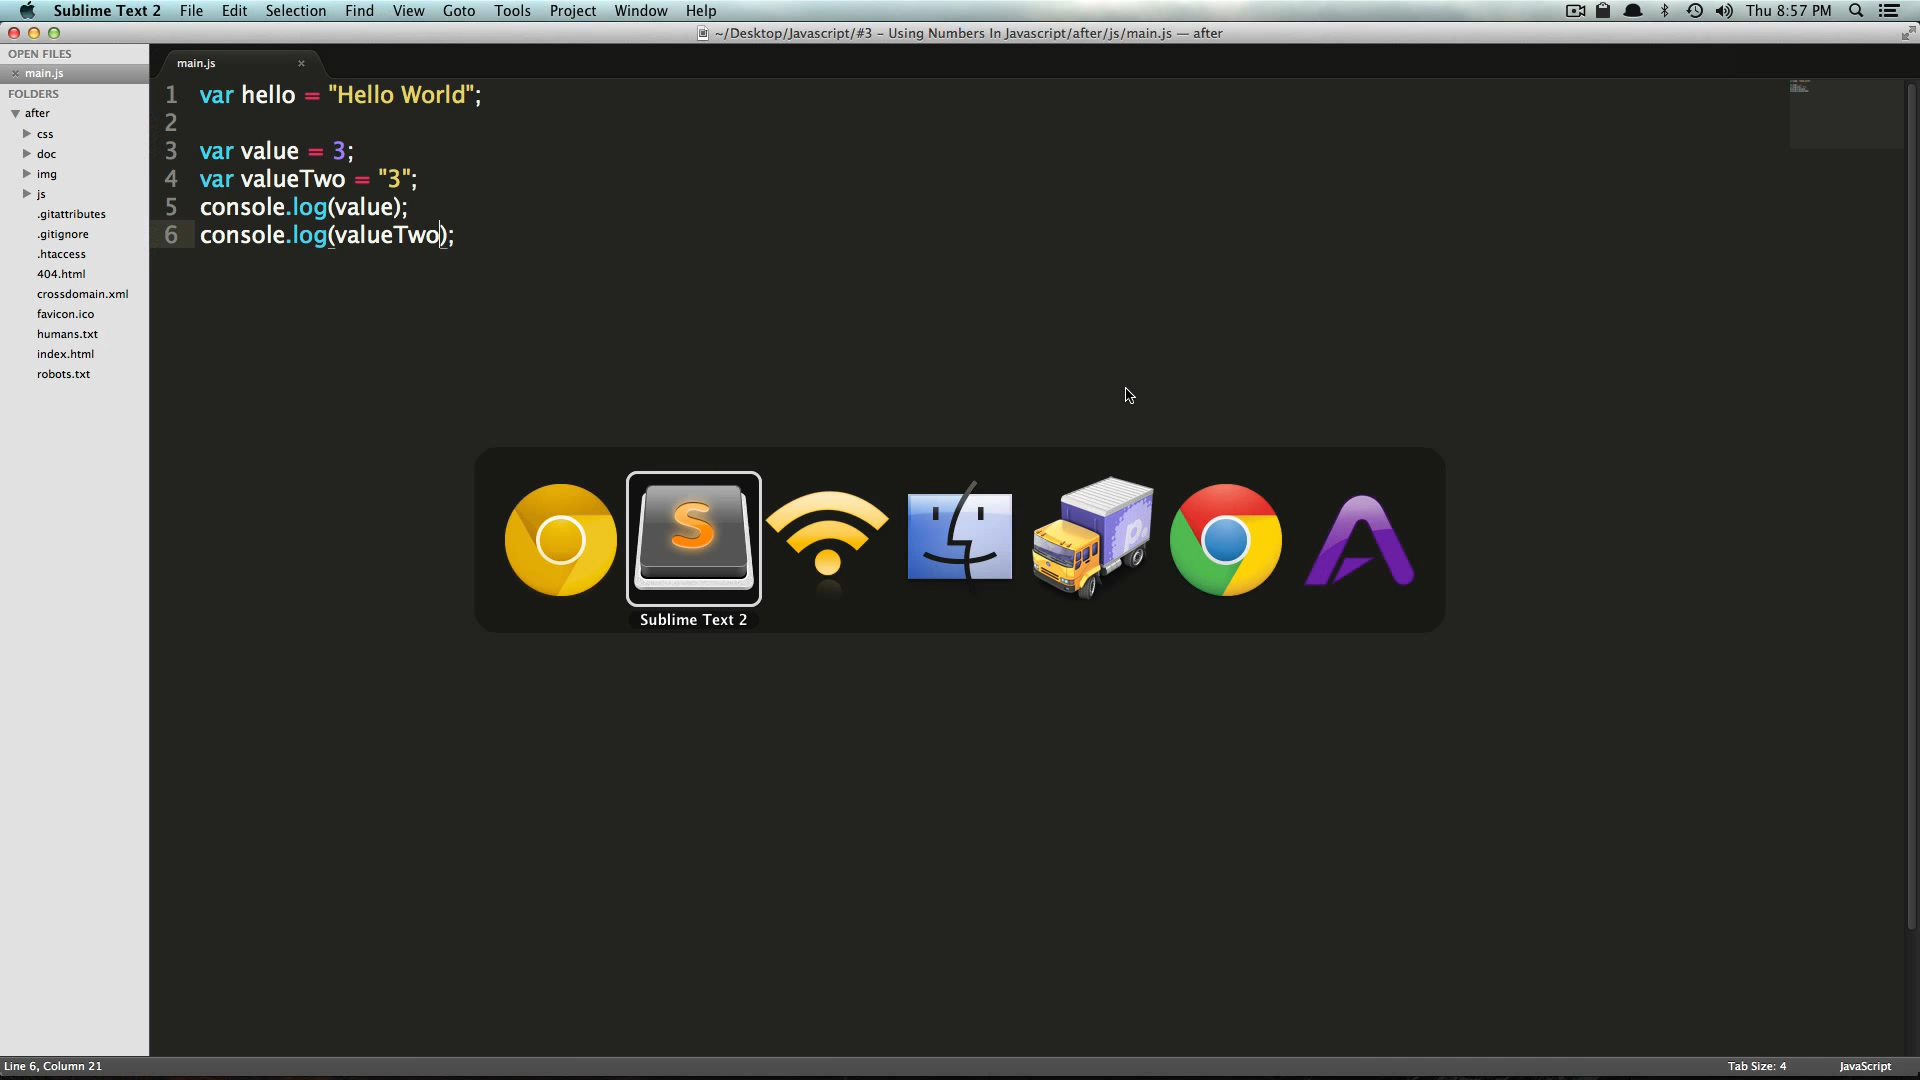 Sublime Text 2 File Edit Selection Find View Goto Tools Project Window Help Thu 8:57 PM
~/Desktop/Javascript/#3 – Using Numbers In Javascript/after/js/main.js — after
OPEN FILES
× main.js
FOLDERS
after
css
doc
img
js
.gitattributes
.gitignore
.htaccess
404.html
crossdomain.xml
favicon.ico
humans.txt
index.html
robots.txt
main.js ×
1 var hello = "Hello World";
2
3 var value = 3;
4 var valueTwo = "3";
5 console.log(value);
6 console.log(valueTwo);
S
p.
Sublime Text 2
Line 6, Column 21 Tab Size: 4 JavaScript